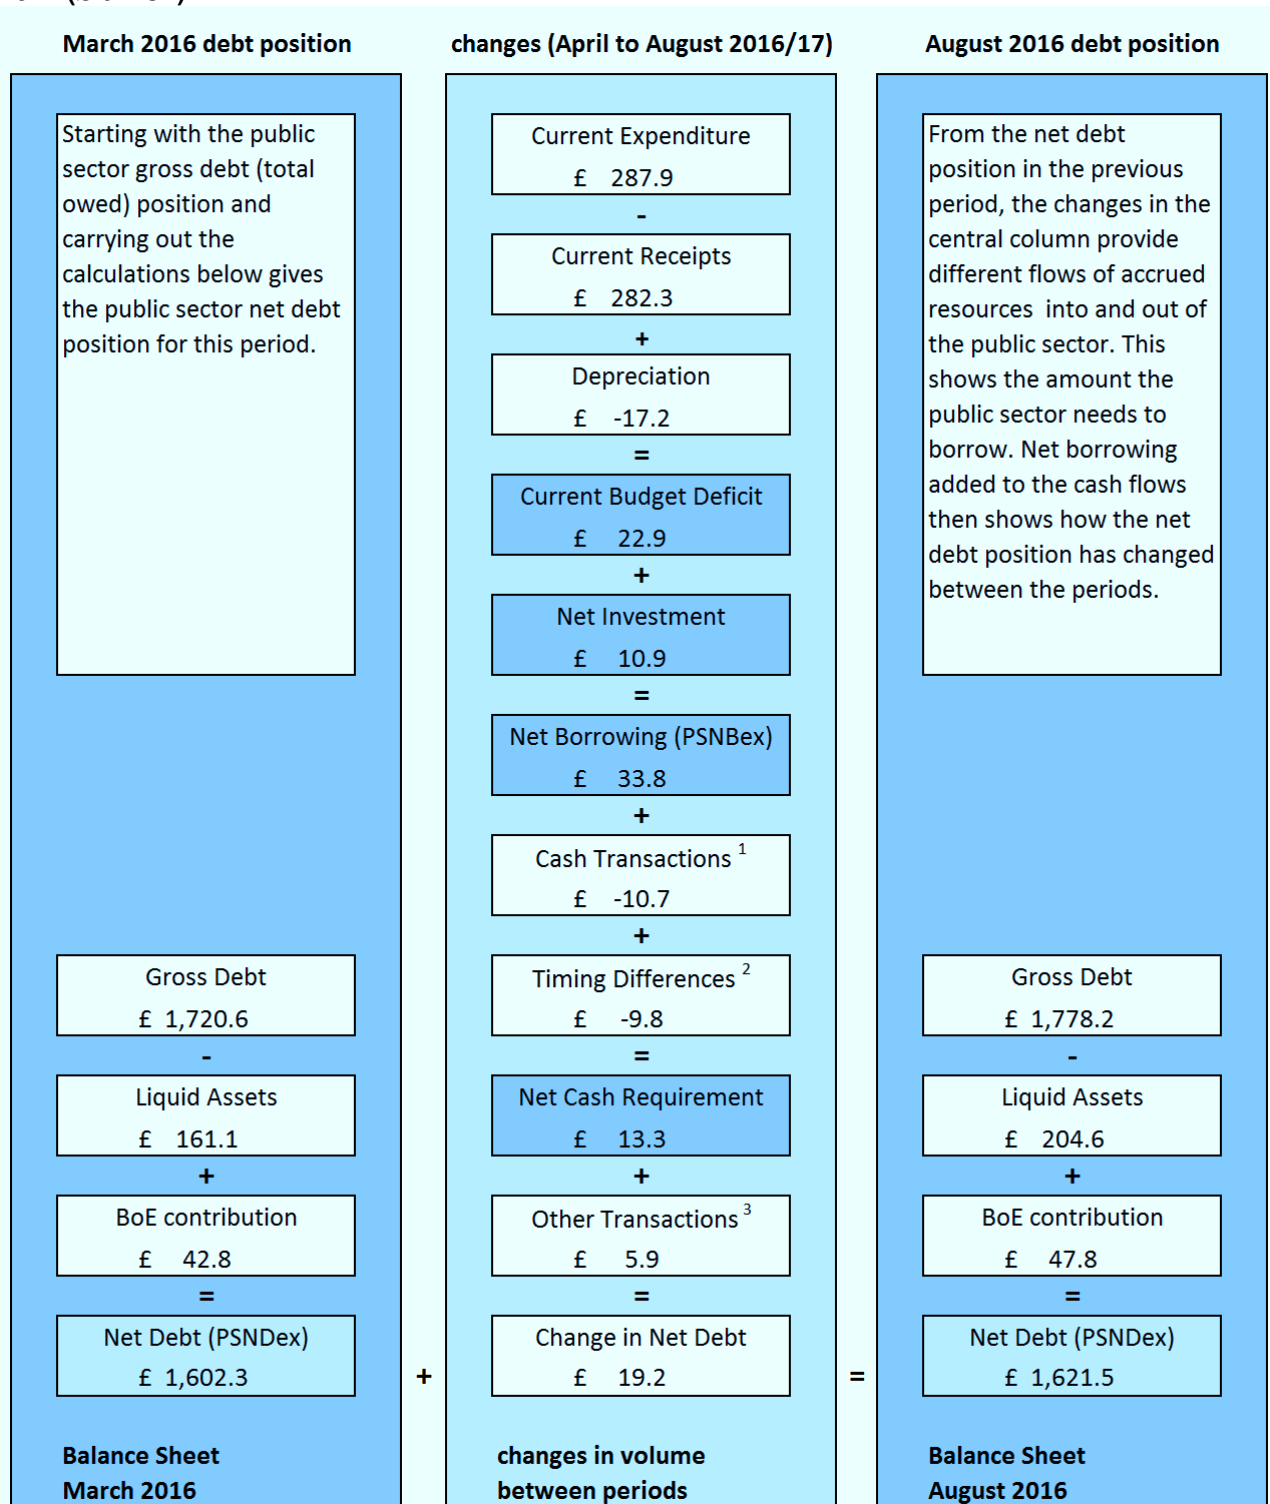 March 2016 debt position
changes (April to August 2016/17)
August 2016 debt position
Starting with the public
sector gross debt (total
owed) position and
carrying out the
calculations below gives
the public sector net debt
position for this period.
Gross Debt
£ 1,720.6
-
Liquid Assets
£ 161.1
+
BoE contribution
£ 42.8
=
Net Debt (PSNDex)
£ 1,602.3
Balance Sheet
March 2016
+
Current Expenditure
£ 287.9
-
Current Receipts
£ 282.3
+
Depreciation
£ -17.2
=
Current Budget Deficit
£ 22.9
+
Net Investment
£ 10.9
=
Net Borrowing (PSNBex)
£ 33.8
+
Cash Transactions 1
£ -10.7
+
Timing Differences 2
£ -9.8
=
Net Cash Requirement
£ 13.3
+
Other Transactions 3
£ 5.9
=
Change in Net Debt
£ 19.2
changes in volume
between periods
=
From the net debt
position in the previous
period, the changes in the
central column provide
different flows of accrued
resources into and out of
the public sector. This
shows the amount the
public sector needs to
borrow. Net borrowing
added to the cash flows
then shows how the net
debt position has changed
between the periods.
Gross Debt
£ 1,778.2
-
Liquid Assets
£ 204.6
+
BoE contribution
£ 47.8
=
Net Debt (PSNDex)
£ 1,621.5
Balance Sheet
August 2016